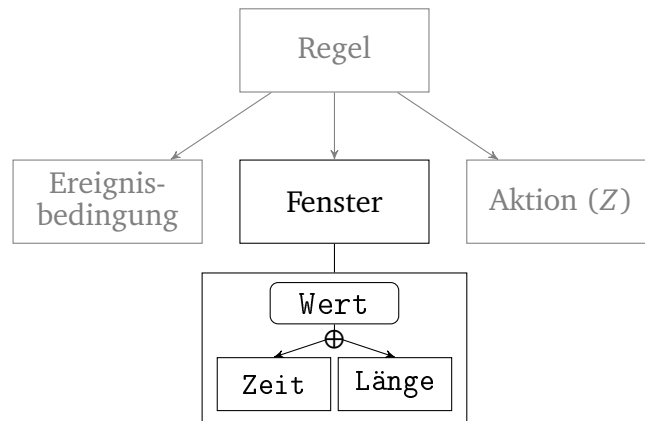 Regel
Ereignis-
bedingung
Fenster
Aktion (Z)
Wert
⊕
Zeit
Länge